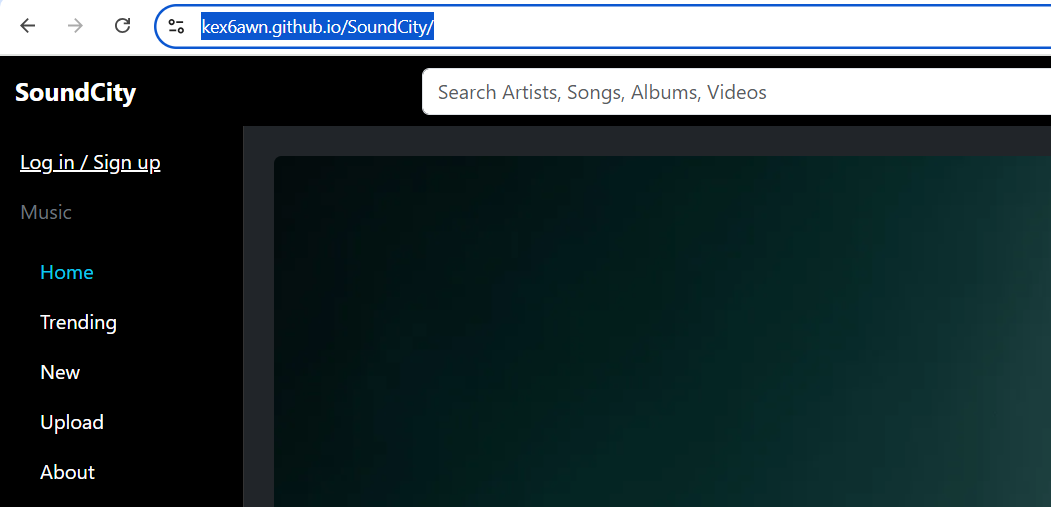 kex6awn.github.io/SoundCity/
SoundCity
Search Artists, Songs, Albums, Videos
Log in / Sign up
Music
Home
Trending
New
Upload
About